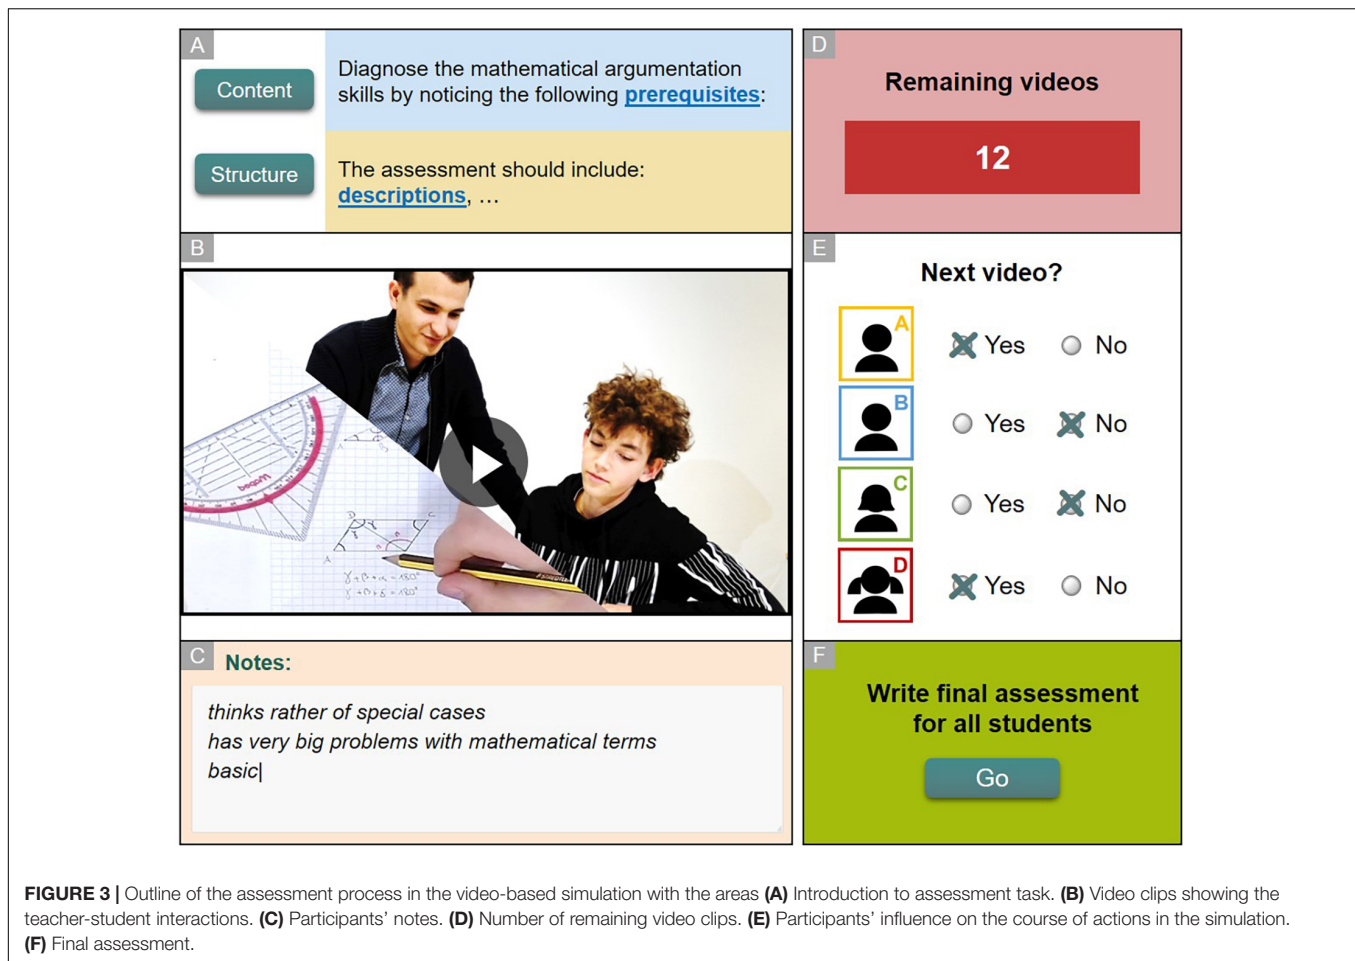 A
Content
Diagnose the mathematical argumentation
skills by noticing the following prerequisites:
Structure
The assessment should include:
descriptions, …
B
D
C
A
γ+β+α=180°
γ+β+δ=180°
C
Notes:
thinks rather of special cases
has very big problems with mathematical terms
basic
D
Remaining videos
12
E
Next video?
A
Yes No
B
Yes No
C
Yes No
D
Yes No
F
Write final assessment
for all students
Go
FIGURE 3 | Outline of the assessment process in the video-based simulation with the areas (A) Introduction to assessment task. (B) Video clips showing the
teacher-student interactions. (C) Participants’ notes. (D) Number of remaining video clips. (E) Participants’ influence on the course of actions in the simulation.
(F) Final assessment.